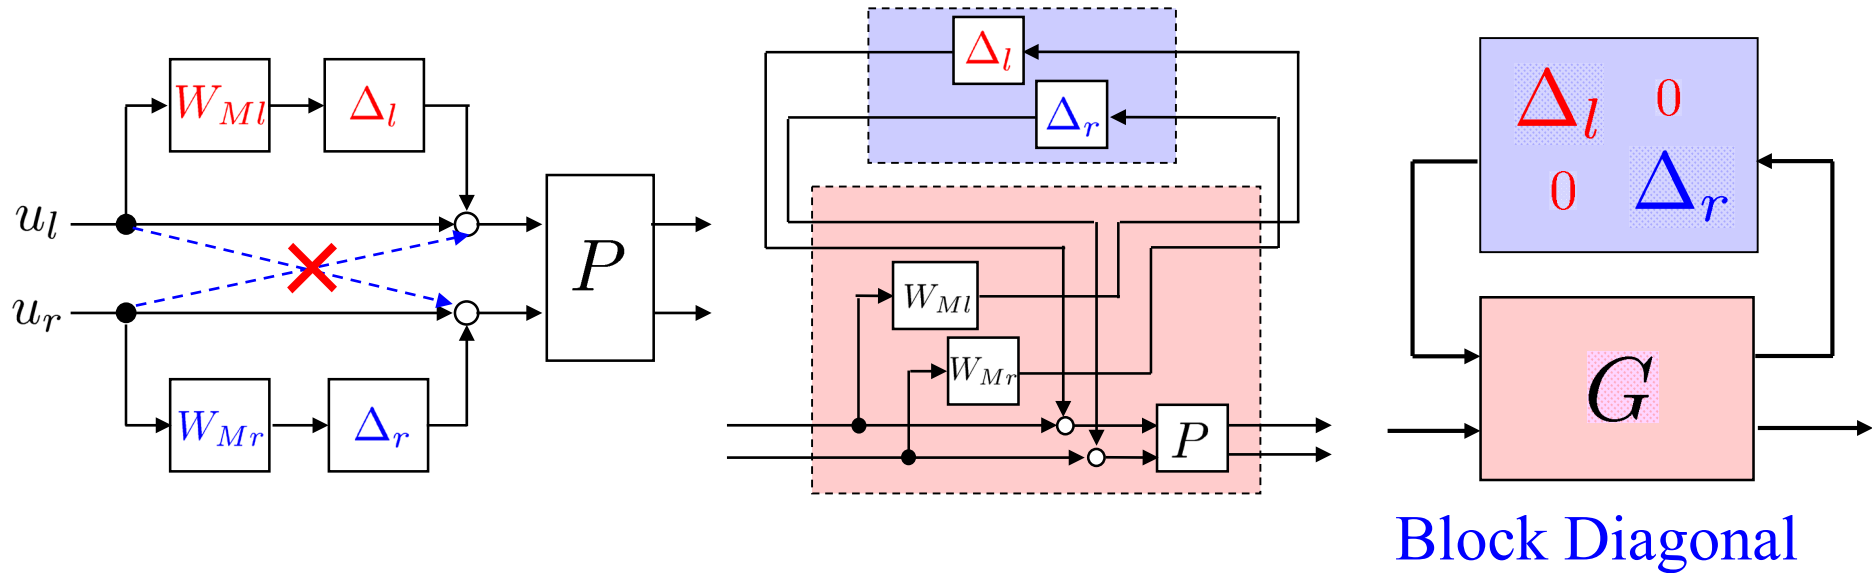 W_{Ml} Δ_l
u_l
u_r
P
W_{Mr} Δ_r
Δ_l
Δ_r
W_{Ml}
W_{Mr}
P
Δ_l 0
0 Δ_r
G
Block Diagonal